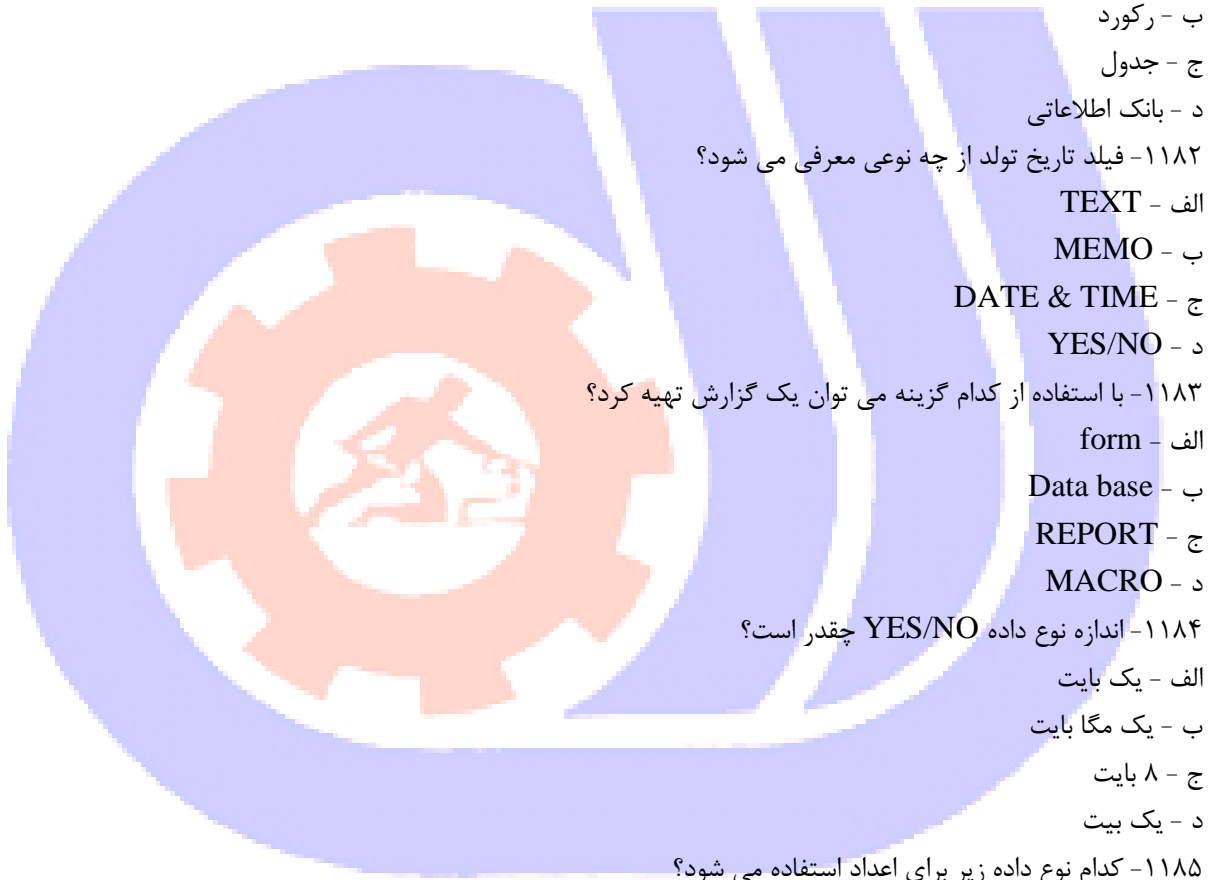 ب - رکورد
ج - جدول
د - بانک اطلاعاتی
۱۱۸۲- فیلد تاریخ تولد از چه نوعی معرفی می شود؟
الف - TEXT
ب - MEMO
ج - DATE & TIME
د - YES/NO
۱۱۸۳- با استفاده از کدام گزینه می توان یک گزارش تهیه کرد؟
الف - form
ب - Data base
ج - REPORT
د - MACRO
۱۱۸۴- اندازه نوع داده YES/NO چقدر است؟
الف - یک بایت
ب - یک مگا بایت
ج - ۸ بایت
د - یک بیت
۱۱۸۵- کدام نوع داده زیر برای اعداد استفاده می شود؟